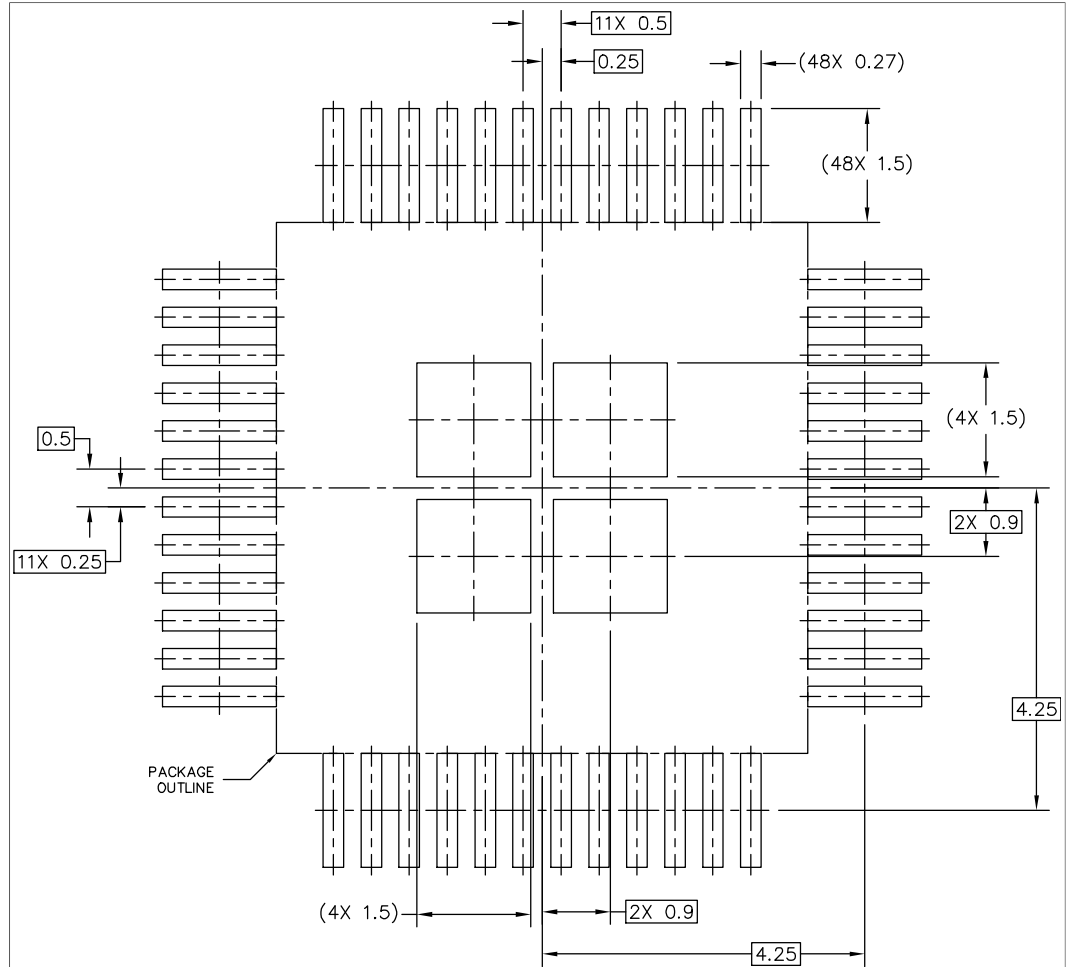 11X 0.5
0.25
(48X 0.27)
(48X 1.5)
(4X 1.5)
0.5
2X 0.9
11X 0.25
4.25
PACKAGE
OUTLINE
(4X 1.5)
2X 0.9
4.25